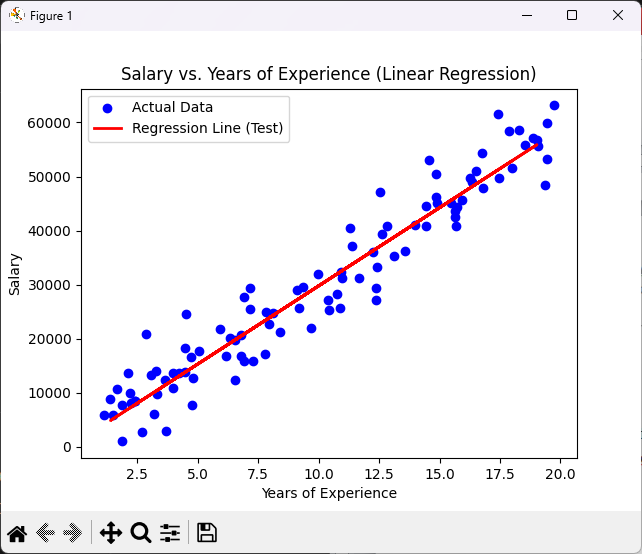 Figure 1
Salary vs. Years of Experience (Linear Regression)
Actual Data
Regression Line (Test)
60000
50000
40000
30000
20000
10000
0
Salary
2.5 5.0 7.5 10.0 12.5 15.0 17.5 20.0
Years of Experience